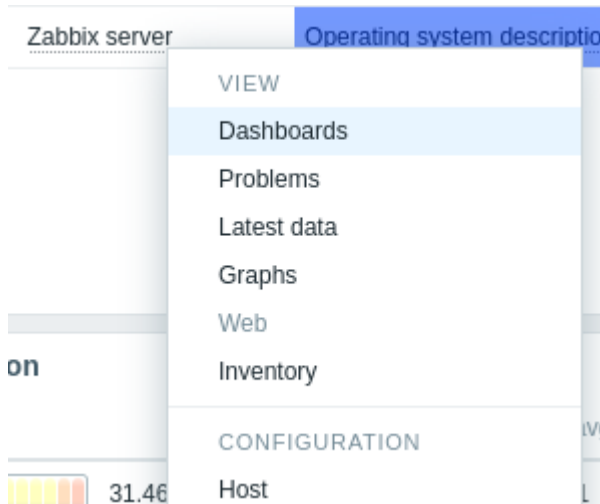 Zabbix server
Operating system descriptio
VIEW
Dashboards
Problems
Latest data
Graphs
Web
on
Inventory
CONFIGURATION
31.46
Host